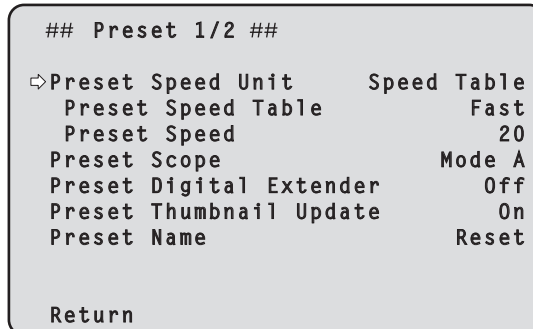 ## Preset 1/2 ##
⇨Preset Speed Unit Speed Table
Preset Speed Table Fast
Preset Speed 20
Preset Scope Mode A
Preset Digital Extender Off
Preset Thumbnail Update On
Preset Name Reset
Return